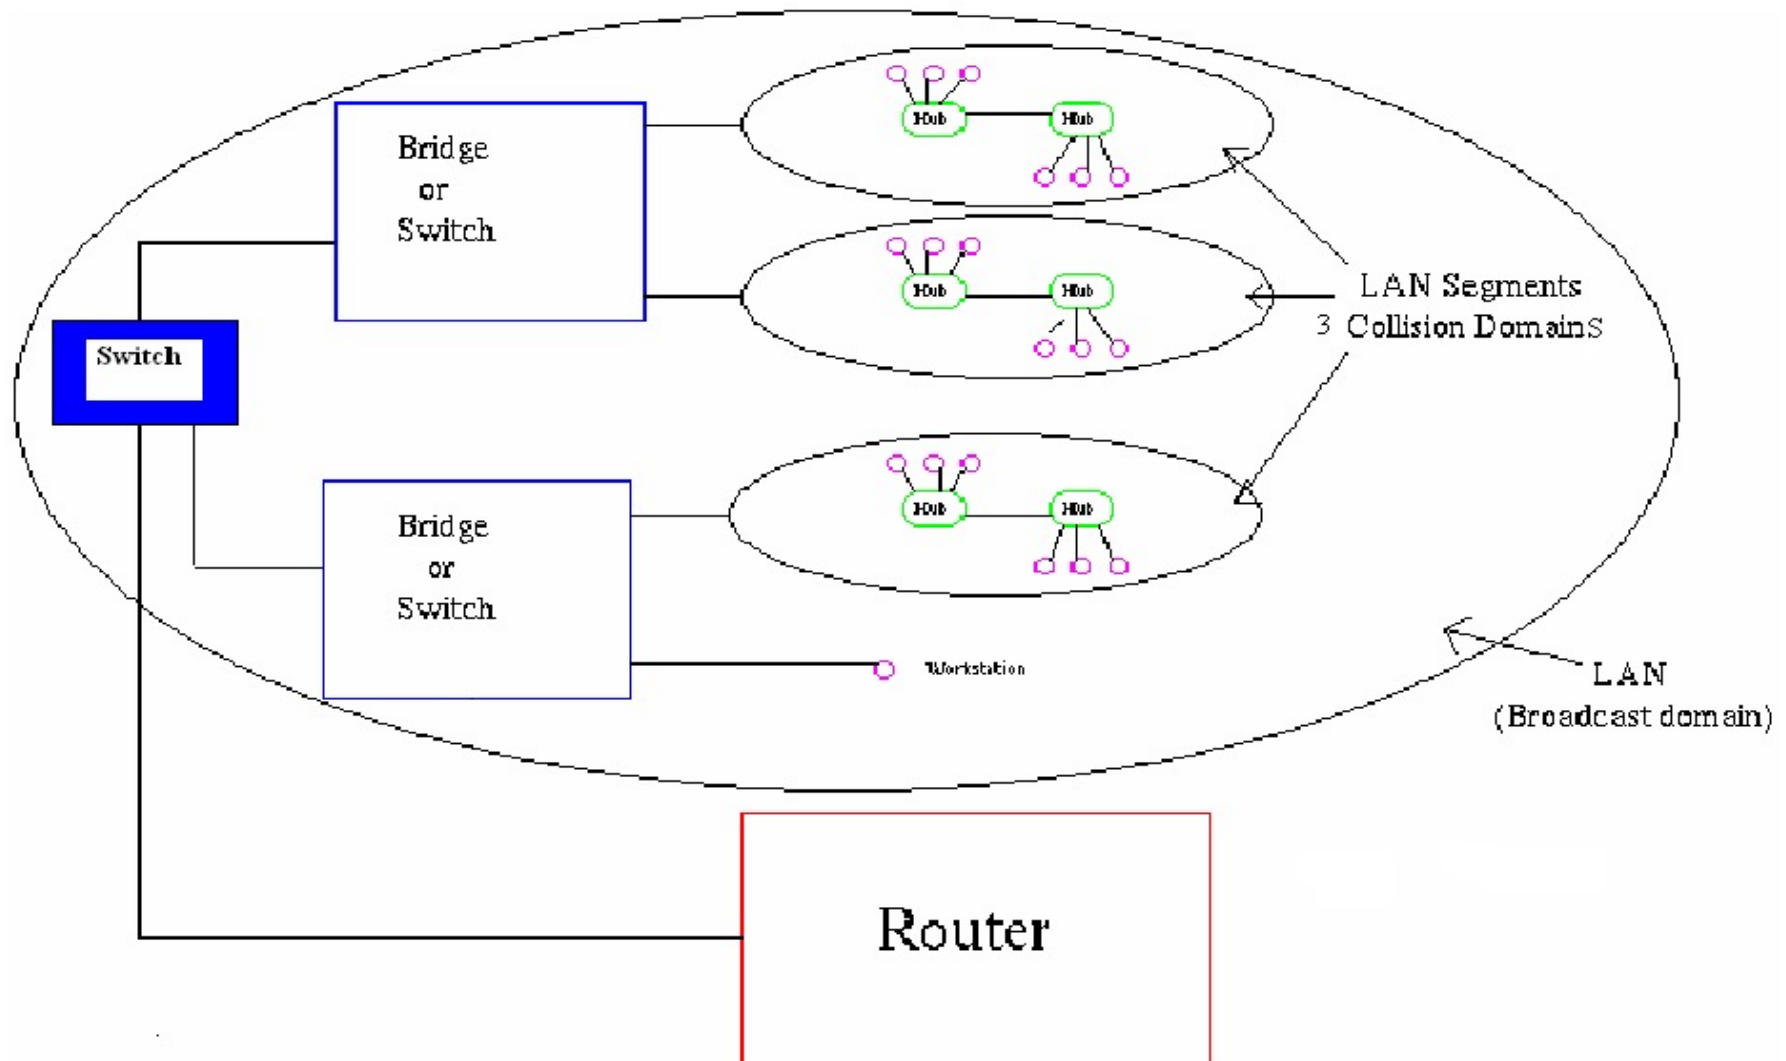 Hub
Hub
Bridge
or
Switch
Hub
Hub
LAN Segments
3 Collision Domains
Switch
Hub
Hub
Bridge
or
Switch
Workstation
LAN
(Broadcast domain)
Router